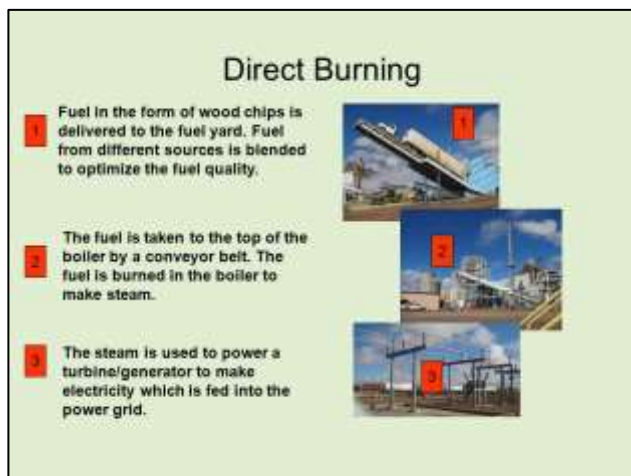 Direct Burning
1
Fuel in the form of wood chips is
delivered to the fuel yard. Fuel
from different sources is blended
to optimize the fuel quality.
1
2
The fuel is taken to the top of the
boiler by a conveyor belt. The
fuel is burned in the boiler to
make steam.
2
3
The steam is used to power a
turbine/generator to make
electricity which is fed into the
power grid.
3